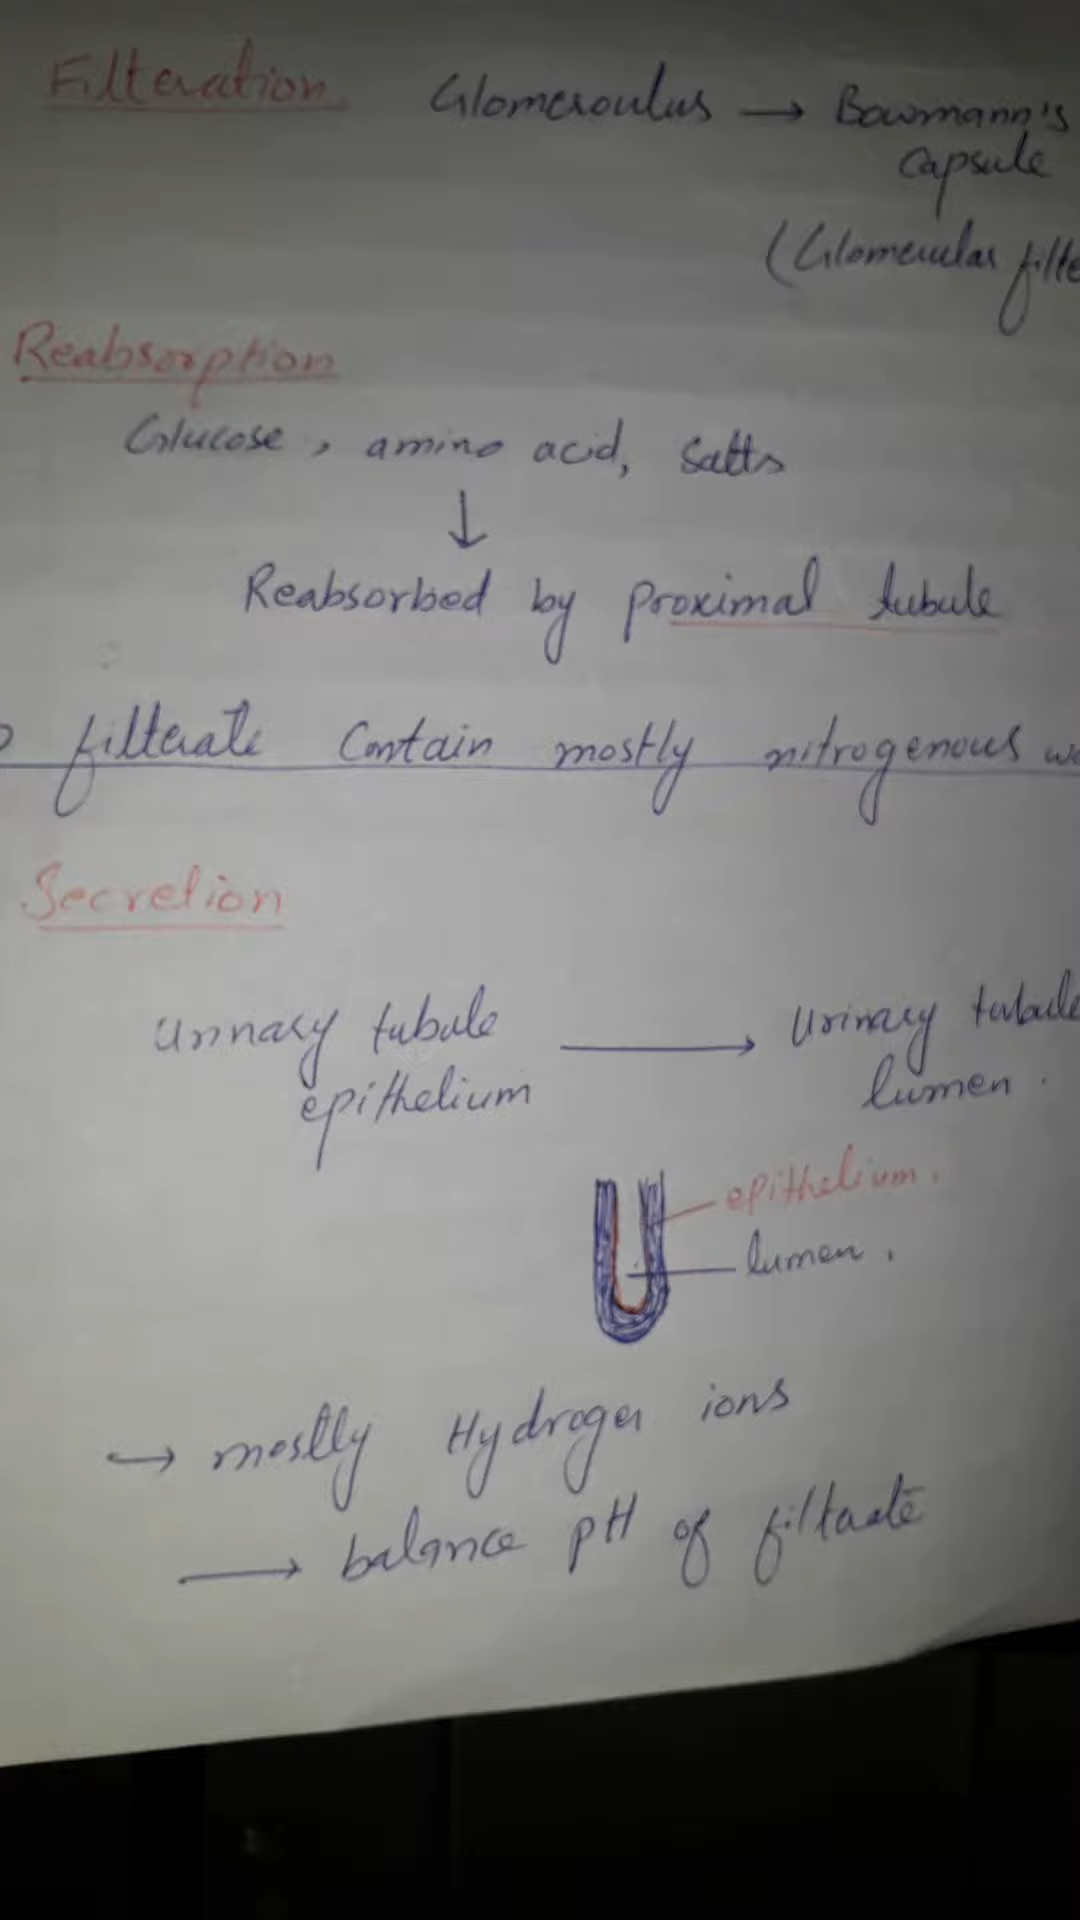 Filteration Glomeroulus → Bowmann's
capsule
(Glomerular filte
Reabsorption
Glucose, amino acid, Salts
↓
Reabsorbed by proximal tubule
filterate Contain mostly nitrogenous
Secretion
Urinary tubule → Urinary tubule
epithelium lumen.
epithelium.
lumen.
→ mostly Hydrogen ions
→ balance pH of filtrate